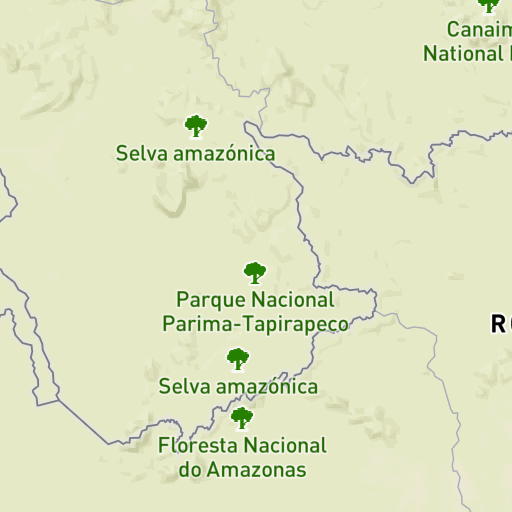 Canaim
National
Selva amazónica
Parque Nacional
Parima-Tapirapeco
R
Selva amazónica
Floresta Nacional
do Amazonas